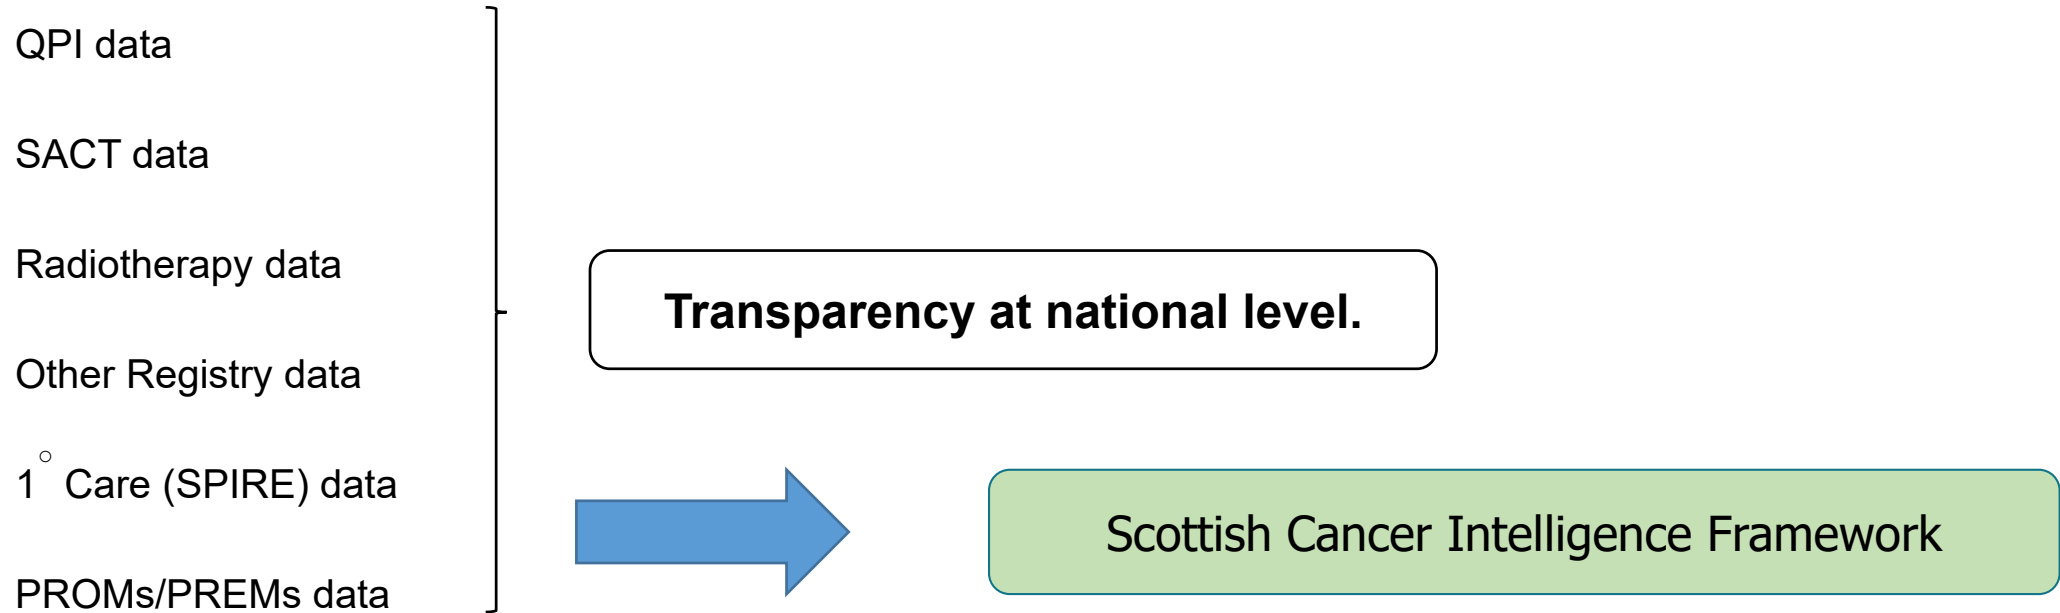 QPI data
SACT data
Radiotherapy data
Other Registry data
1° Care (SPIRE) data
PROMs/PREMs data
Transparency at national level.
Scottish Cancer Intelligence Framework